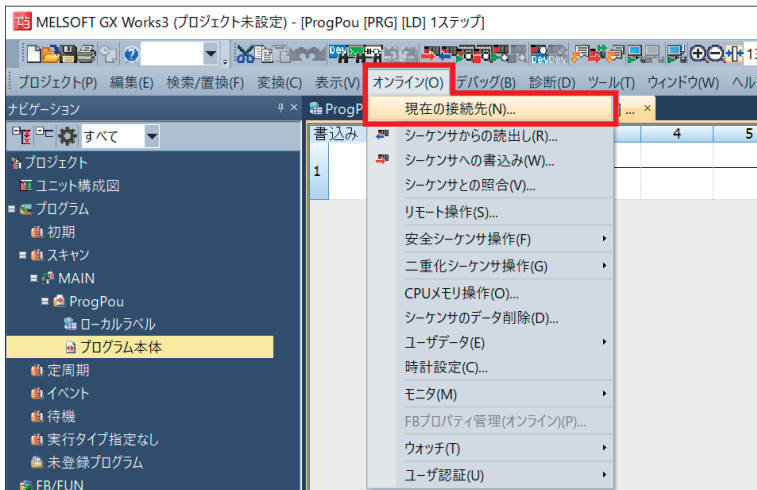 MELSOFT GX Works3 (プロジェクト未設定) - [ProgPou [PRG] [LD] 1ステップ]
プロジェクト(P) 編集(E) 検索/置換(F) 変換(C) 表示(V) オンライン(O) デバッグ(B) 診断(D) ツール(T) ウィンドウ(W) ヘル
ナビゲーション
ProgP
...
すべて
書込み
4
5
1
プロジェクト
ユニット構成図
プログラム
初期
スキャン
MAIN
ProgPou
ローカルラベル
プログラム本体
定周期
イベント
待機
実行タイプ指定なし
未登録プログラム
FB/FUN
現在の接続先(N)...
シーケンサからの読出し(R)...
シーケンサへの書込み(W)...
シーケンサとの照合(V)...
リモート操作(S)...
安全シーケンサ操作(F)
二重化シーケンサ操作(G)
CPUメモリ操作(O)...
シーケンサのデータ削除(D)...
ユーザデータ(E)
時計設定(C)...
モニタ(M)
FBプロパティ管理(オンライン)(P)...
ウォッチ(T)
ユーザ認証(U)